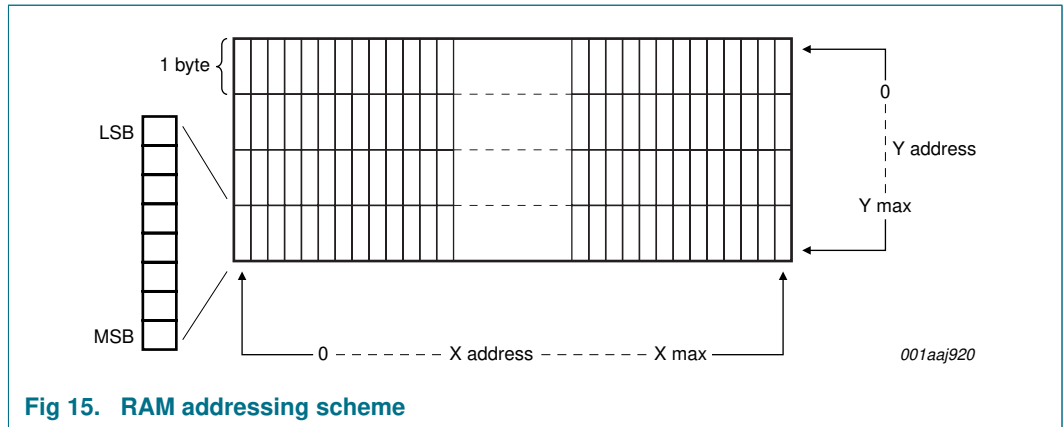 1 byte
LSB
MSB
0
Y address
Y max
0 X address X max
001aaj920
Fig 15. RAM addressing scheme